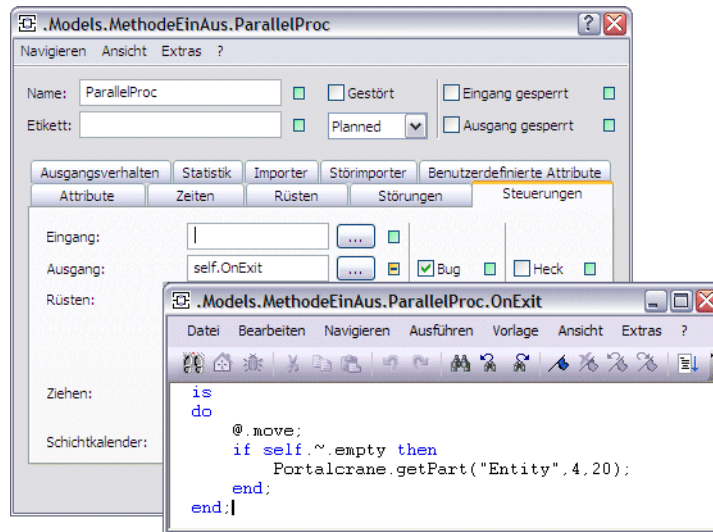 .Models.MethodeEinAus.ParallelProc
Navigieren Ansicht Extras ?
Name: ParallelProc Gestört Eingang gesperrt
Etikett: Planned Ausgang gesperrt
Ausgangsverhalten Statistik Importer Störimporter Benutzerdefinierte Attribute
Attribute Zeiten Rüsten Störungen Steuerungen
Eingang: ...
Ausgang: self.OnExit ... Bug Heck
Rüsten:
Ziehen:
Schichtkalender:
.Models.MethodeEinAus.ParallelProc.OnExit
Datei Bearbeiten Navigieren Ausführen Vorlage Ansicht Extras ?
is
do
@.move;
if self.~.empty then
Portalcrane.getPart("Entity",4,20);
end;
end;